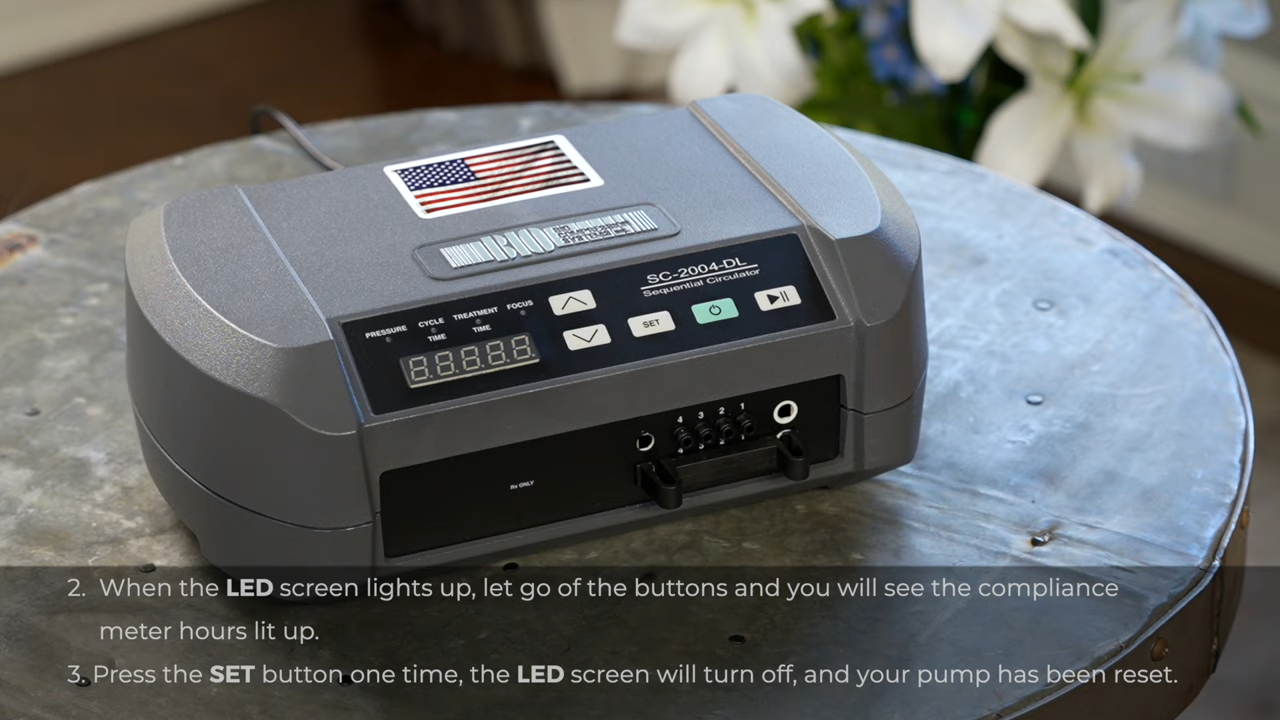 BIO
SC-2004-DL
Sequential Circulator
PRESSURE
CYCLE
TIME
TREATMENT
TIME
FOCUS
8.8.8.8.8.
SET
4 3 2 1
Rx ONLY
2. When the LED screen lights up, let go of the buttons and you will see the compliance
meter hours lit up.
3. Press the SET button one time, the LED screen will turn off, and your pump has been reset.